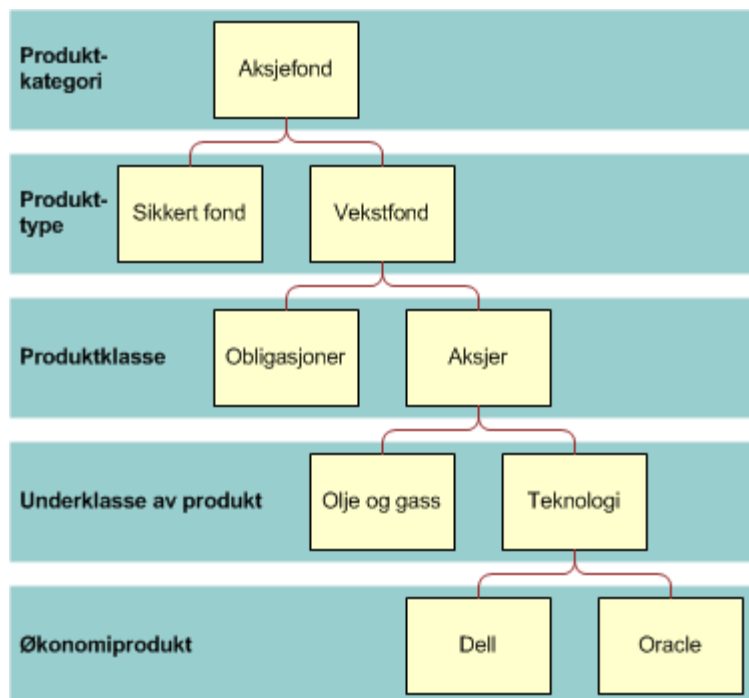 Produkt-
kategori
Aksjefond
Produkt-
type
Sikkert fond
Vekstfond
Produktklasse
Obligasjoner
Aksjer
Underklasse av produkt
Olje og gass
Teknologi
Økonomiprodukt
Dell
Oracle